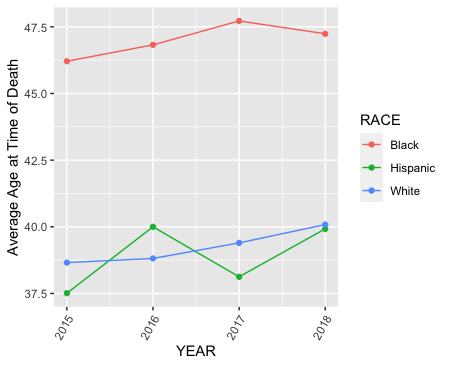 Average Age at Time of Death
47.5
45.0
42.5
40.0
37.5
2015
2016
2017
2018
YEAR
RACE
Black
Hispanic
White